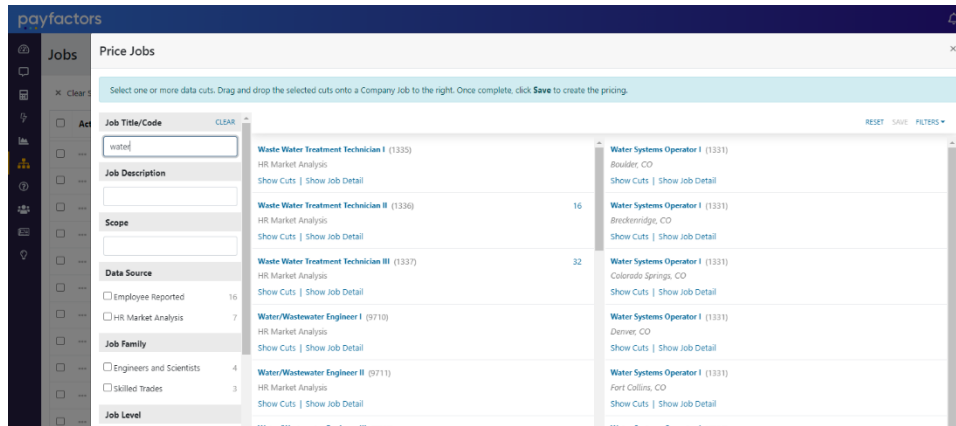 payfactors
Jobs
Price Jobs
×
× Clear S
Select one or more data cuts. Drag and drop the selected cuts onto a Company Job to the right. Once complete, click Save to create the pricing.
Act
Job Title/Code CLEAR
water
Job Description
Scope
Data Source
Employee Reported 16
HR Market Analysis 7
Job Family
Engineers and Scientists 4
Skilled Trades 3
Job Level
RESET SAVE FILTERS
Waste Water Treatment Technician I (1335)
HR Market Analysis
Show Cuts | Show Job Detail
Waste Water Treatment Technician II (1336) 16
HR Market Analysis
Show Cuts | Show Job Detail
Waste Water Treatment Technician III (1337) 32
HR Market Analysis
Show Cuts | Show Job Detail
Water/Wastewater Engineer I (9710)
HR Market Analysis
Show Cuts | Show Job Detail
Water/Wastewater Engineer II (9711)
HR Market Analysis
Show Cuts | Show Job Detail
Water Systems Operator I (1331)
Boulder, CO
Show Cuts | Show Job Detail
Water Systems Operator I (1331)
Breckenridge, CO
Show Cuts | Show Job Detail
Water Systems Operator I (1331)
Colorado Springs, CO
Show Cuts | Show Job Detail
Water Systems Operator I (1331)
Denver, CO
Show Cuts | Show Job Detail
Water Systems Operator I (1331)
Fort Collins, CO
Show Cuts | Show Job Detail